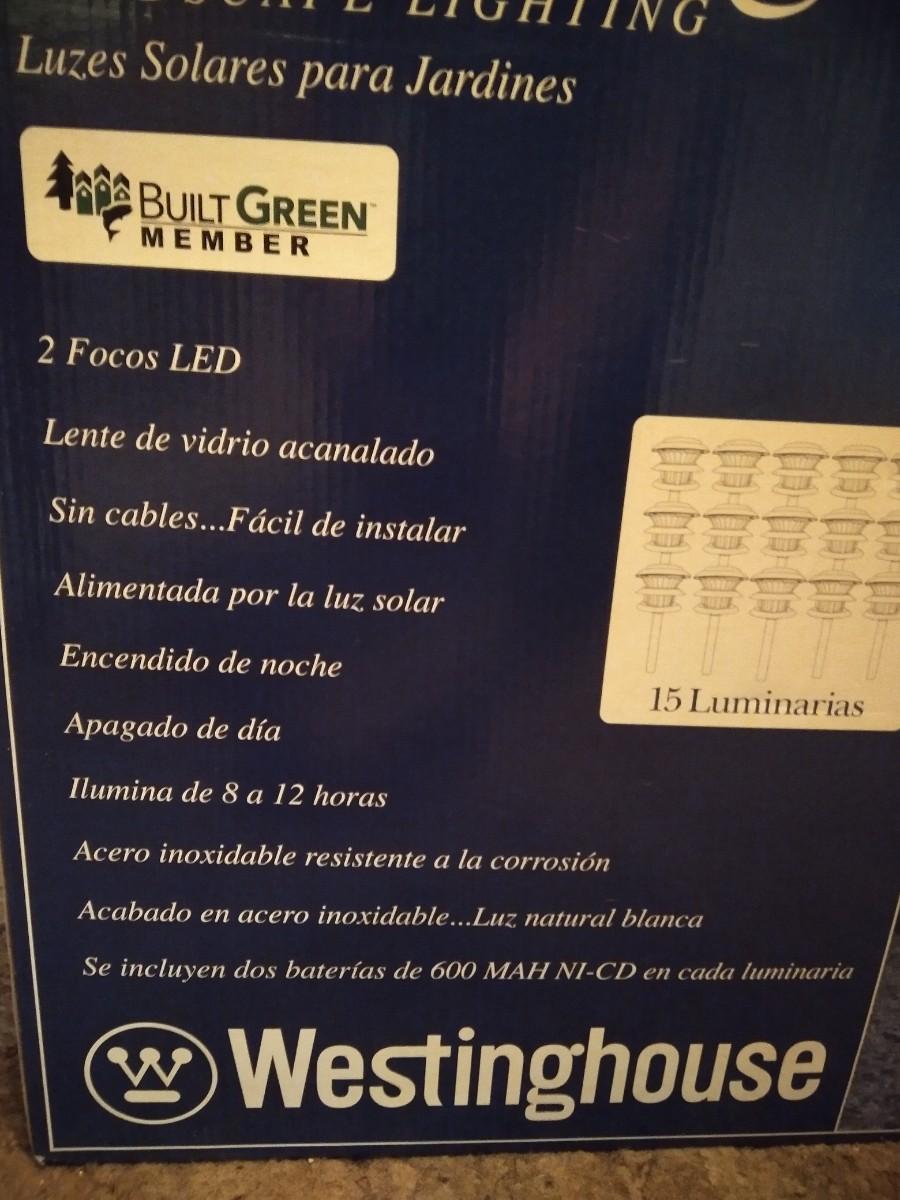 LIGHTING
Luzes Solares para Jardines
BUILT GREEN™
MEMBER
2 Focos LED
Lente de vidrio acanalado
Sin cables...Fácil de instalar
Alimentada por la luz solar
Encendido de noche
Apagado de día
Ilumina de 8 a 12 horas
15 Luminarias
Acero inoxidable resistente a la corrosión
Acabado en acero inoxidable...Luz natural blanca
Se incluyen dos baterías de 600 MAH NI-CD en cada luminaria
W Westinghouse